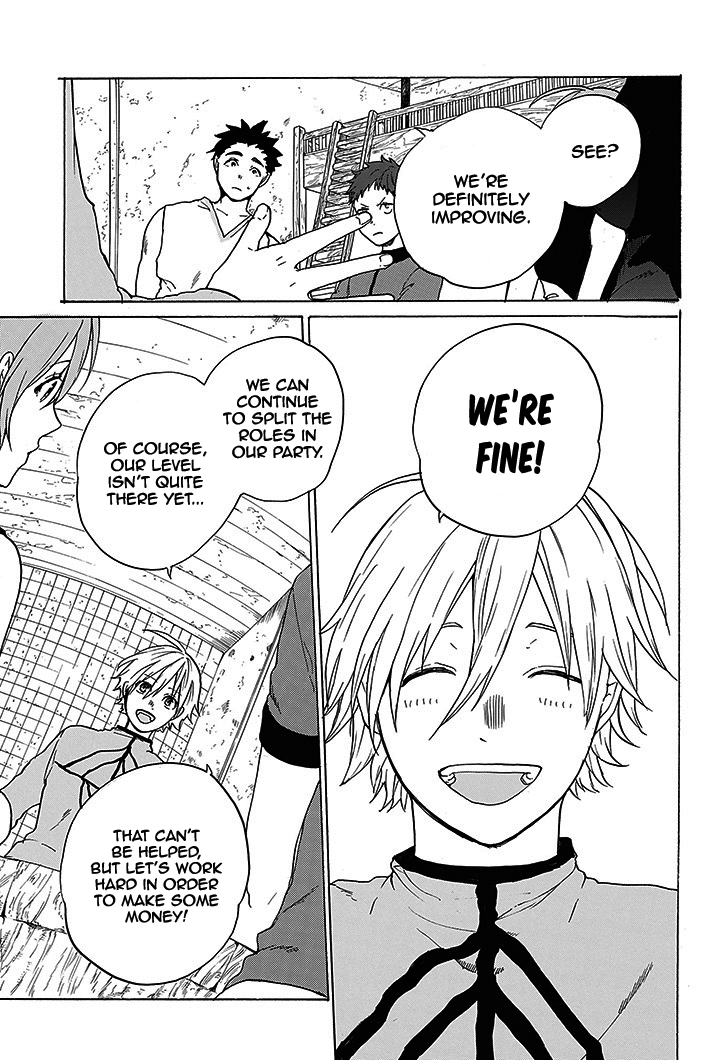 SEE?
WE'RE
DEFINITELY
IMPROVING.
WE'RE
FINE!
WE CAN
CONTINUE
TO SPLIT THE
ROLES IN
OUR PARTY.
OF COURSE,
OUR LEVEL
ISN'T QUITE
THERE YET...
THAT CAN'T
BE HELPED,
BUT LET'S WORK
HARD IN ORDER
TO MAKE SOME
MONEY!